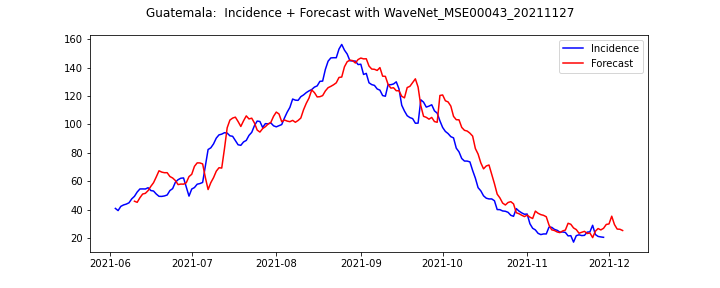 Guatemala:  Incidence + Forecast with WaveNet_MSE00043_20211127
Incidence
Forecast
160
140
120
100
80
60
40
20
2021-06 2021-07 2021-08 2021-09 2021-10 2021-11 2021-12